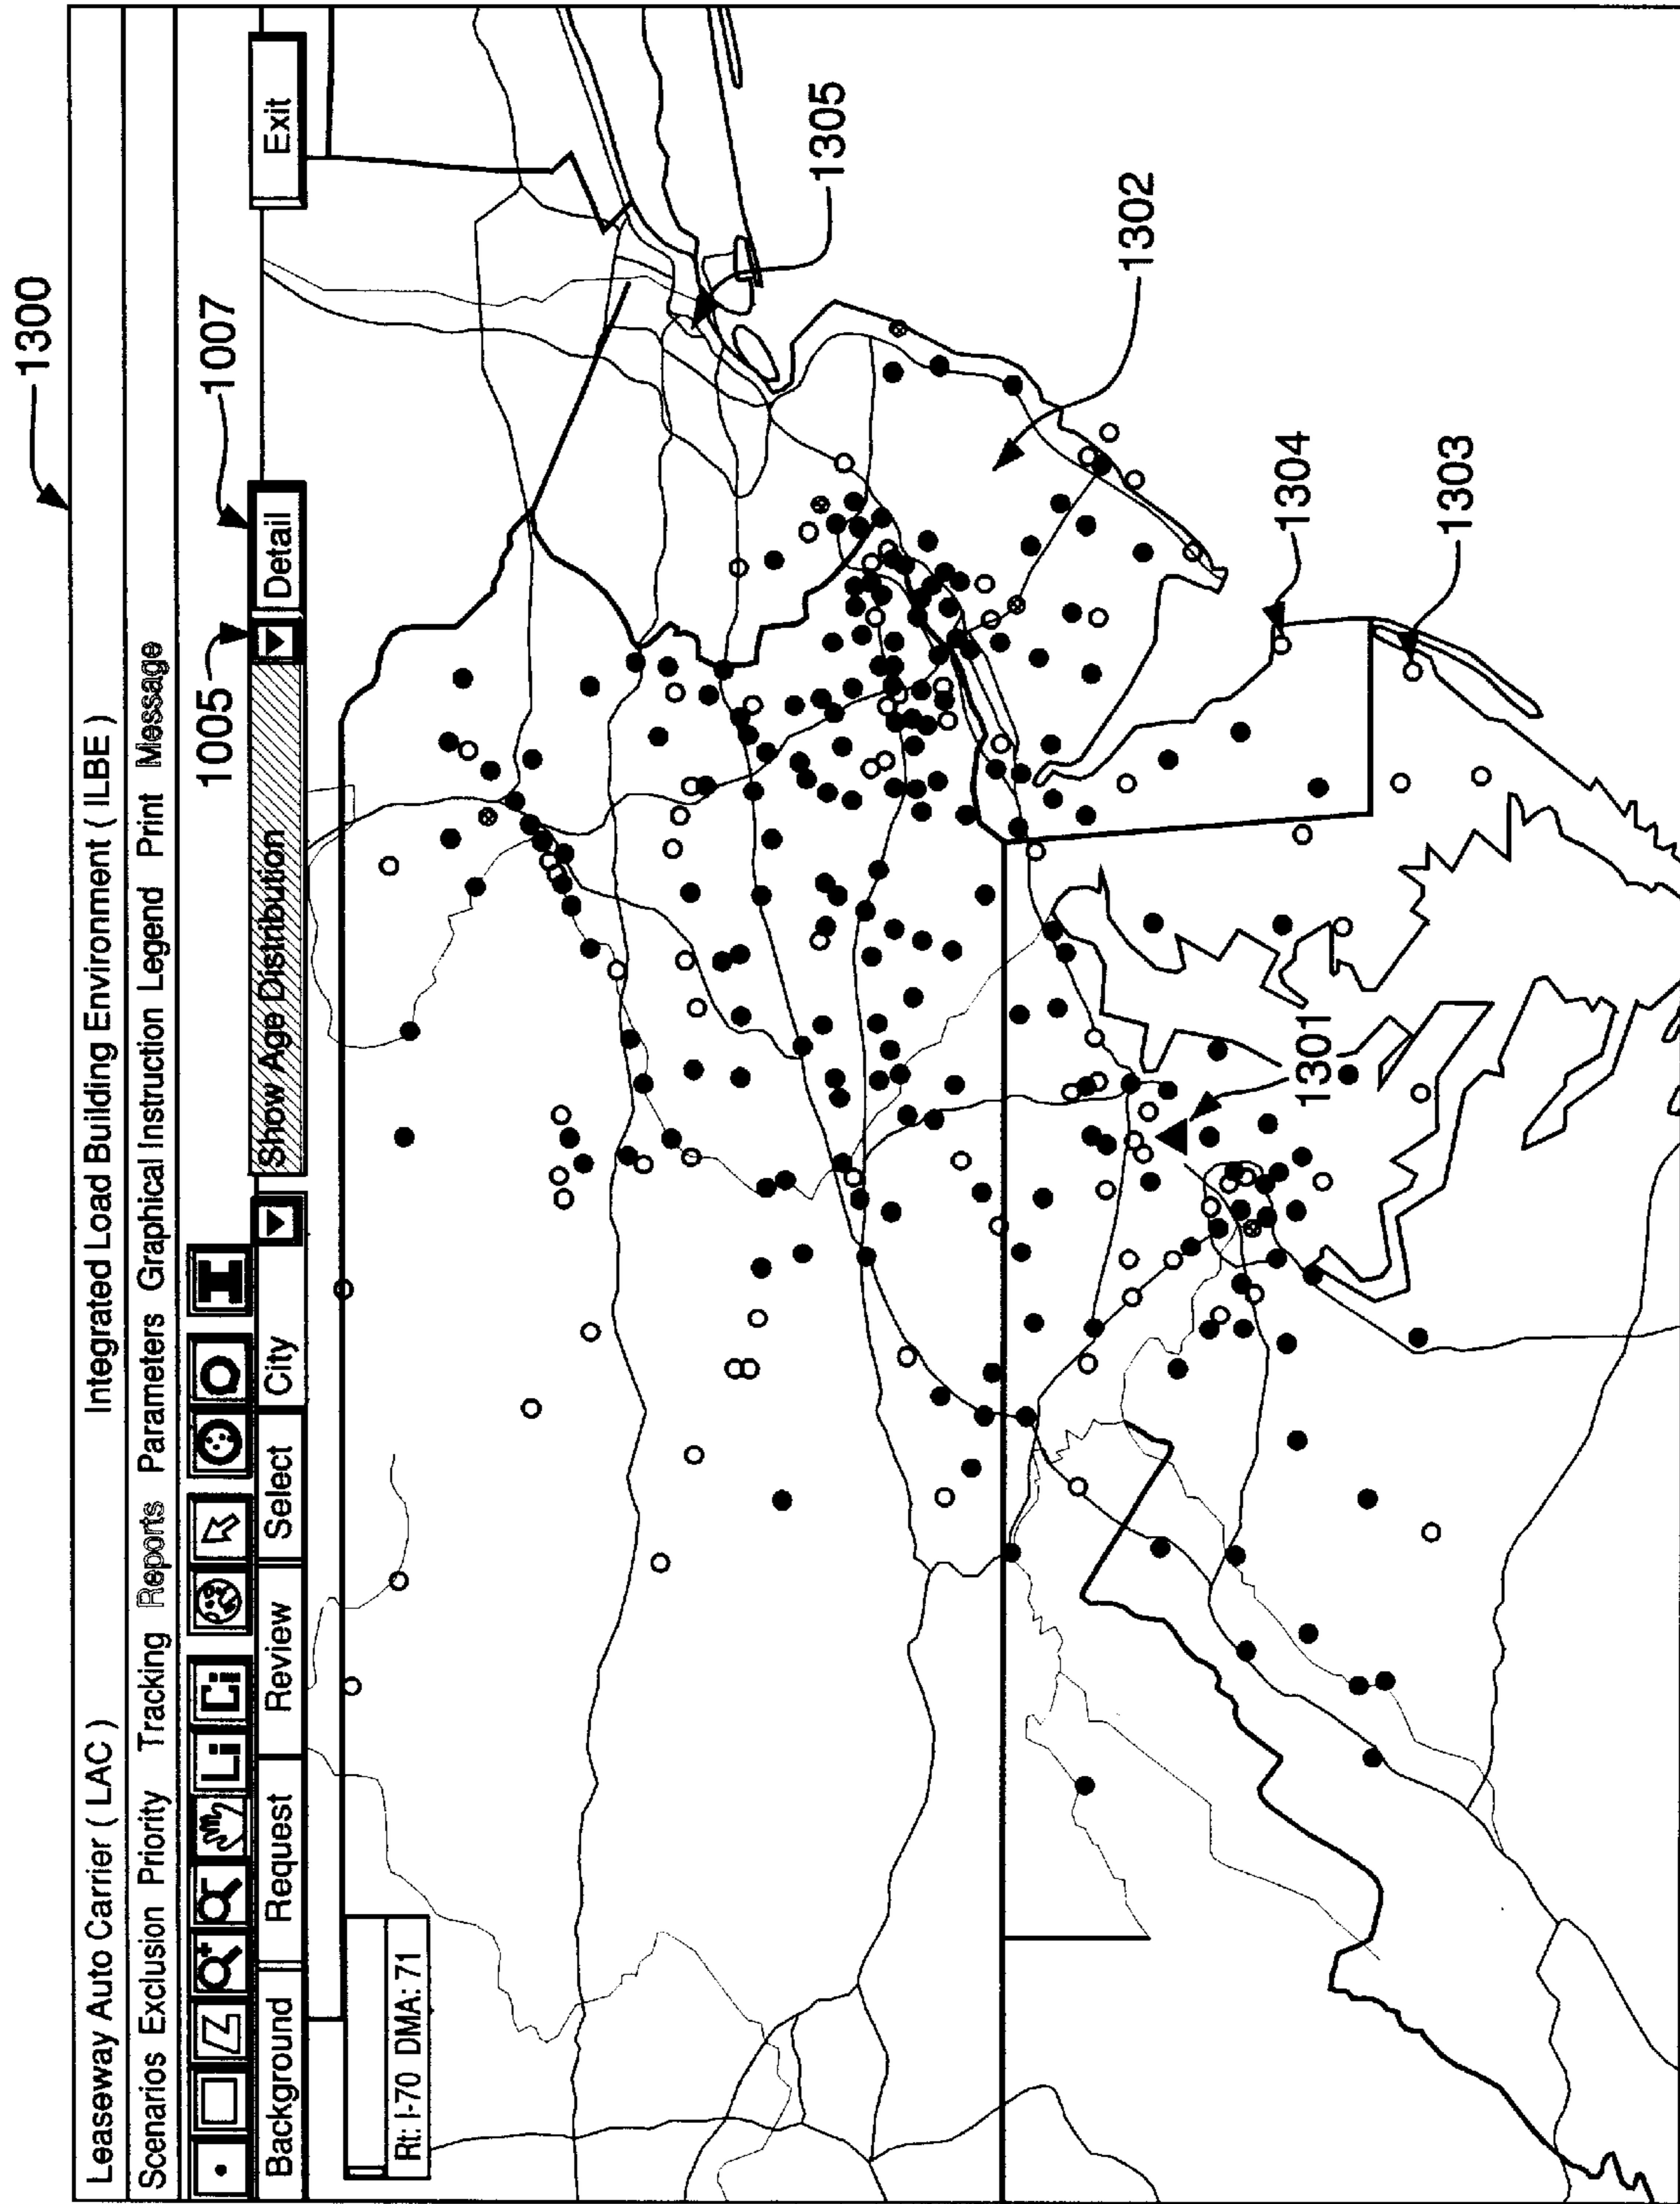 1300
Leaseway Auto Carrier ( LAC ) Integrated Load Building Environment ( ILBE )
Scenarios Exclusion Priority Tracking Reports Parameters Graphical Instruction Legend Print Message
1005 1007
Li Ci
Background Request Review Select City Show Age Distribution Detail Exit
Rt: I-70 DMA: 71
1305
1302
1304
1301
1303